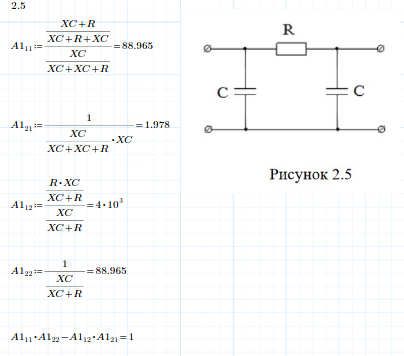 2.5
A1₁₁:=((XC+R)/(XC+R+XC))/(XC/(XC+XC+R))=88.965
A1₂₁:=1/((XC/(XC+XC+R))•XC)=1.978
A1₁₂:=((R•XC)/(XC+R))/(XC/(XC+R))=4•10³
A1₂₂:=1/(XC/(XC+R))=88.965
A1₁₁•A1₂₂−A1₁₂•A1₂₁=1
R
C
C
Рисунок 2.5